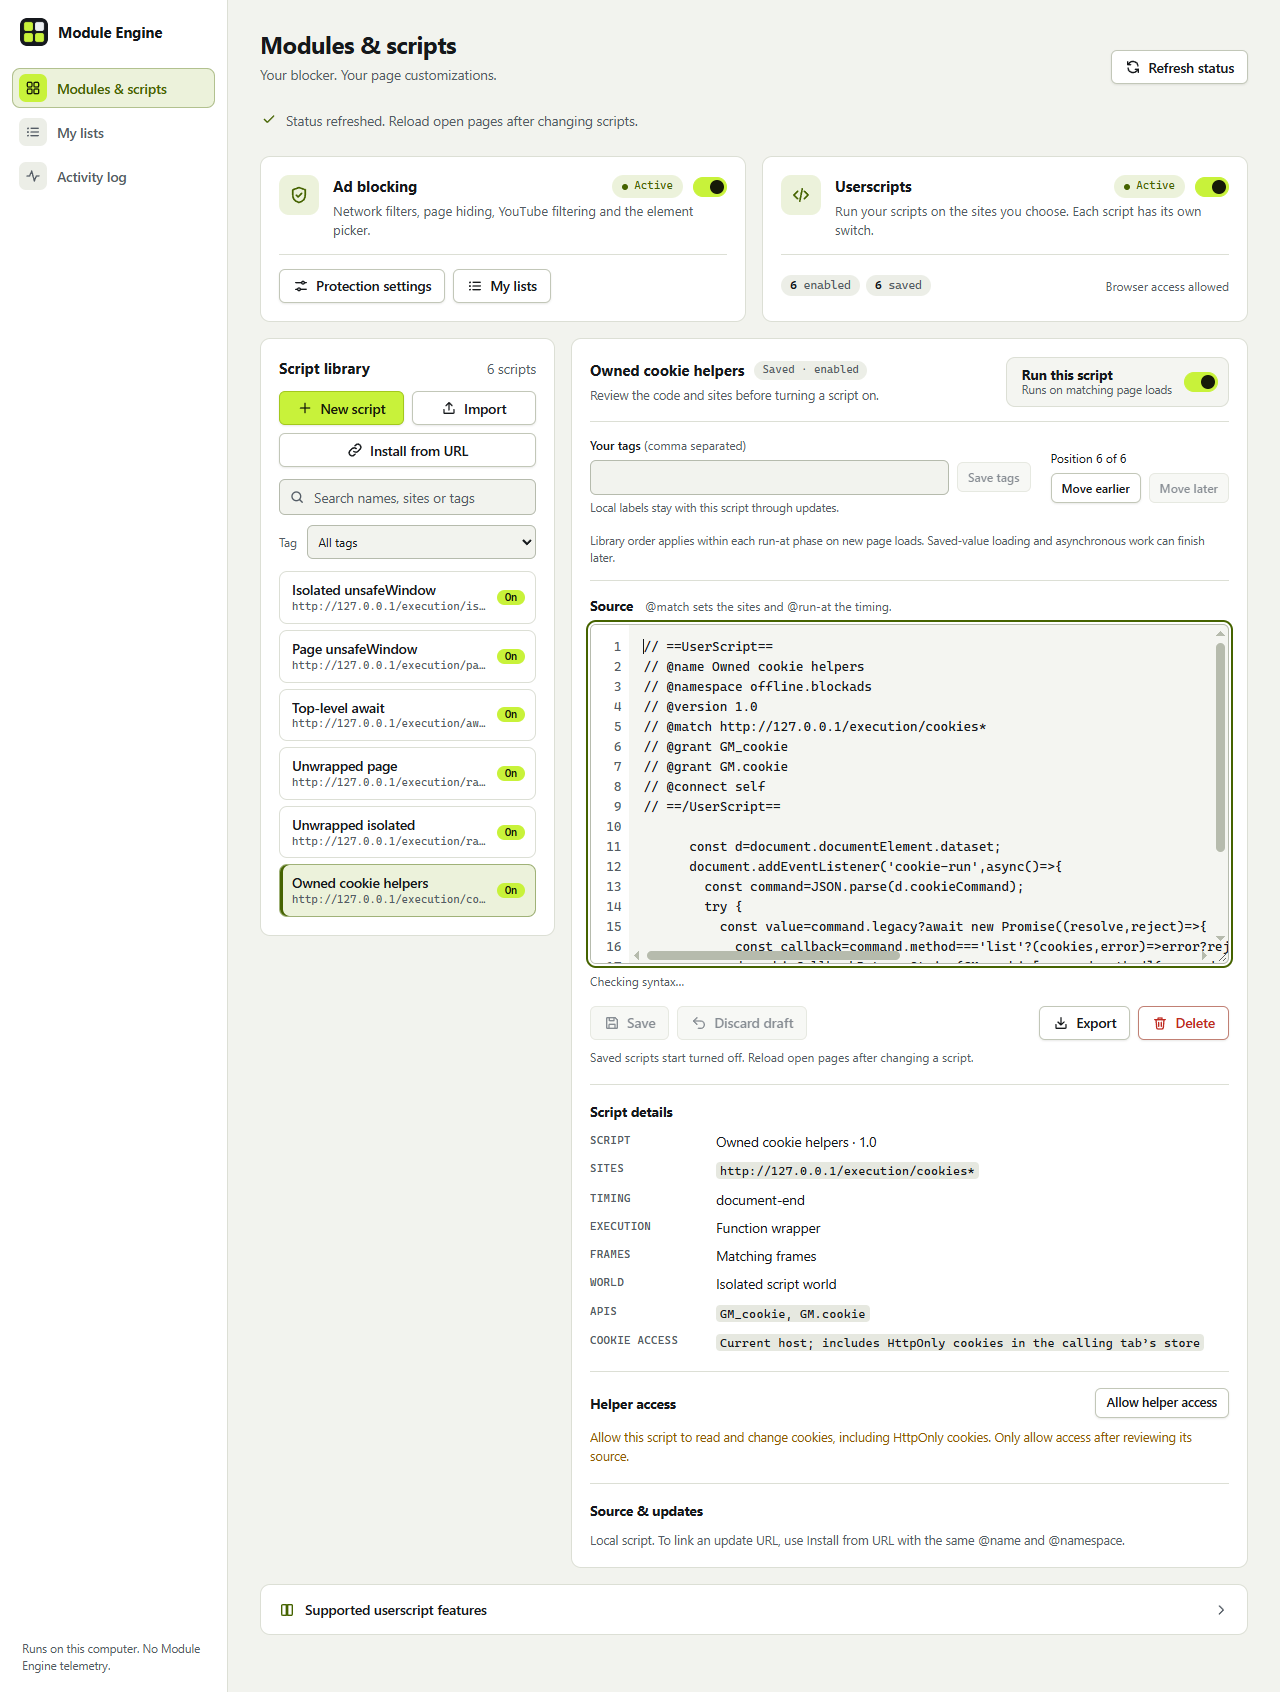 Module Engine
Modules & scripts
My lists
Activity log
Runs on this computer. No Module
Engine telemetry.
Modules & scripts
Your blocker. Your page customizations.
Refresh status
Status refreshed. Reload open pages after changing scripts.
Ad blocking
Active
Network filters, page hiding, YouTube filtering and the element
picker.
Protection settings
My lists
Userscripts
Active
Run your scripts on the sites you choose. Each script has its own
switch.
6 enabled
6 saved
Browser access allowed
Script library
6 scripts
New script
Import
Install from URL
Search names, sites or tags
Tag
All tags
Isolated unsafeWindow
http://127.0.0.1/execution/is…
On
Page unsafeWindow
http://127.0.0.1/execution/pa…
On
Top-level await
http://127.0.0.1/execution/aw…
On
Unwrapped page
http://127.0.0.1/execution/ra…
On
Unwrapped isolated
http://127.0.0.1/execution/ra…
On
Owned cookie helpers
http://127.0.0.1/execution/co…
On
Owned cookie helpers
Saved · enabled
Review the code and sites before turning a script on.
Run this script
Runs on matching page loads
Your tags (comma separated)
Save tags
Local labels stay with this script through updates.
Position 6 of 6
Move earlier
Move later
Library order applies within each run-at phase on new page loads. Saved-value loading and asynchronous work can finish
later.
Source @match sets the sites and @run-at the timing.
1 // ==UserScript==
2 // @name Owned cookie helpers
3 // @namespace offline.blockads
4 // @version 1.0
5 // @match http://127.0.0.1/execution/cookies*
6 // @grant GM_cookie
7 // @grant GM.cookie
8 // @connect self
9 // ==/UserScript==
10
11 const d=document.documentElement.dataset;
12 document.addEventListener('cookie-run',async()=>{
13 const command=JSON.parse(d.cookieCommand);
14 try {
15 const value=command.legacy?await new Promise((resolve,reject)=>{
16 const callback=command.method==='list'?(cookies,error)=>error?rej
Checking syntax…
Save
Discard draft
Export
Delete
Saved scripts start turned off. Reload open pages after changing a script.
Script details
SCRIPT
Owned cookie helpers · 1.0
SITES
http://127.0.0.1/execution/cookies*
TIMING
document-end
EXECUTION
Function wrapper
FRAMES
Matching frames
WORLD
Isolated script world
APIS
GM_cookie, GM.cookie
COOKIE ACCESS
Current host; includes HttpOnly cookies in the calling tab's store
Helper access
Allow helper access
Allow this script to read and change cookies, including HttpOnly cookies. Only allow access after reviewing its
source.
Source & updates
Local script. To link an update URL, use Install from URL with the same @name and @namespace.
Supported userscript features